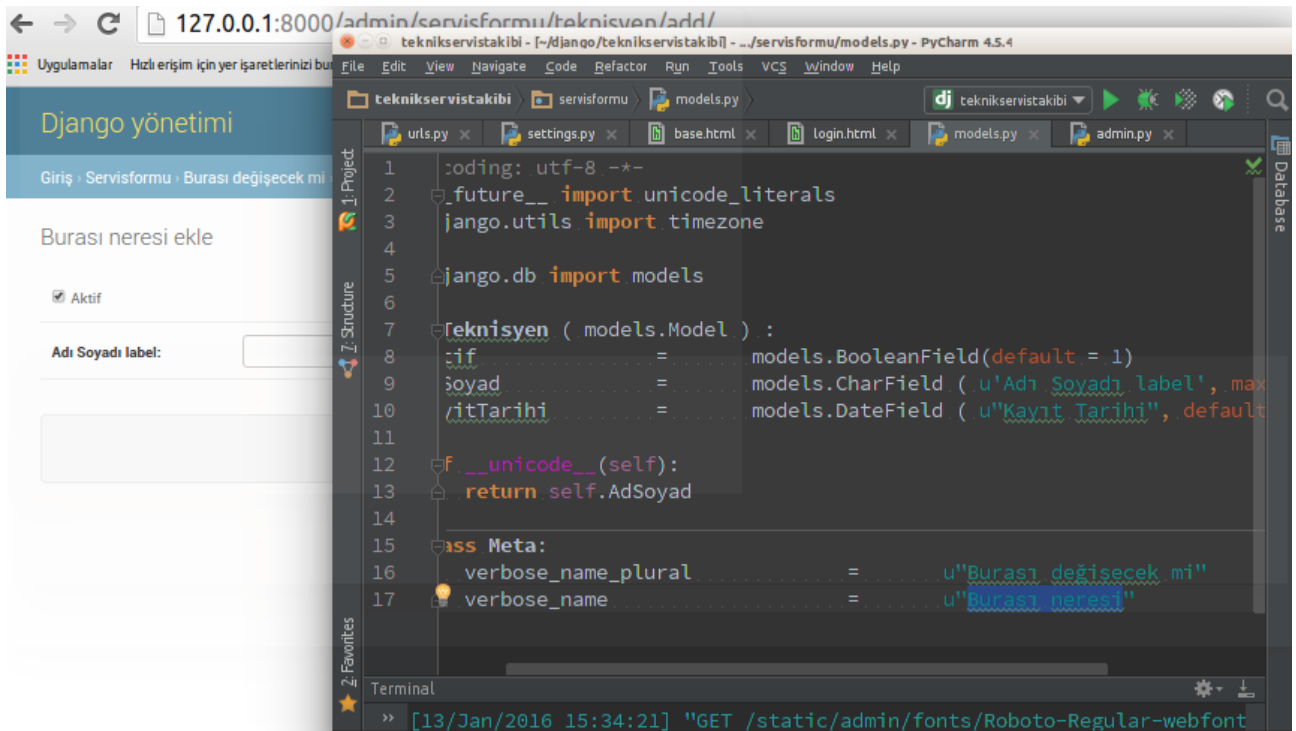 127.0.0.1:8000/admin/servisformu/teknisyen/add/
Uygulamalar Hızlı erişim için yer işaretlerinizi bu
Django yönetimi
Giriş › Servisformu › Burası değişecek mi
Burası neresi ekle
Aktif
Adı Soyadı label:
teknikservistakibi - [~/django/teknikservistakibi] - .../servisformu/models.py - PyCharm 4.5.4
File Edit View Navigate Code Refactor Run Tools VCS Window Help
teknikservistakibi servisformu models.py dj teknikservistakibi
urls.py settings.py base.html login.html models.py admin.py
1: Project
7: Structure
2: Favorites
Database
1 coding: utf-8 -*-
2 _future__ import unicode_literals
3 jango.utils import timezone
4
5 jango.db import models
6
7 Teknisyen ( models.Model ) :
8 tif = models.BooleanField(default = 1)
9 Soyad = models.CharField ( u'Adı Soyadı label', max
10 yitTarihi = models.DateField ( u"Kayıt Tarihi", default
11
12 f __unicode__(self):
13 return self.AdSoyad
14
15 ass Meta:
16 verbose_name_plural = u"Burası değişecek mi"
17 verbose_name = u"Burası neresi"
Terminal
[13/Jan/2016 15:34:21] "GET /static/admin/fonts/Roboto-Regular-webfont